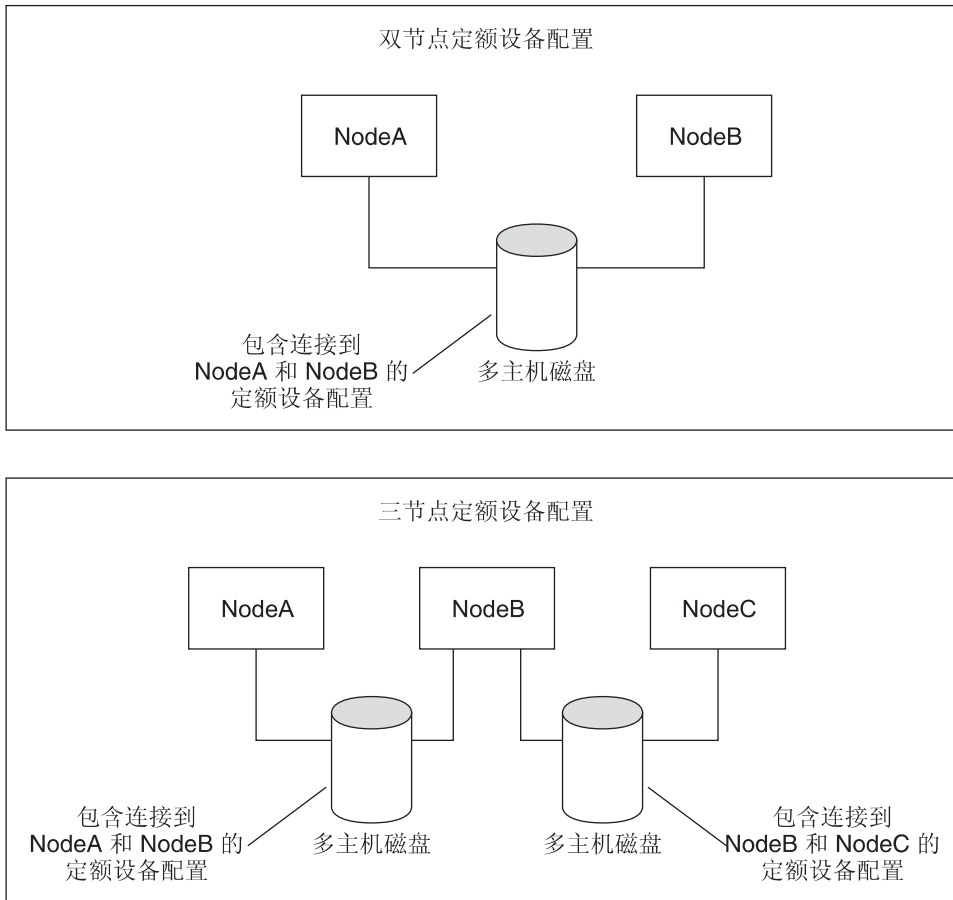 双节点定额设备配置
NodeA
NodeB
包含连接到
NodeA 和 NodeB 的
定额设备配置
多主机磁盘
三节点定额设备配置
NodeA
NodeB
NodeC
包含连接到
NodeA 和 NodeB 的
定额设备配置
多主机磁盘
多主机磁盘
包含连接到
NodeB 和 NodeC 的
定额设备配置